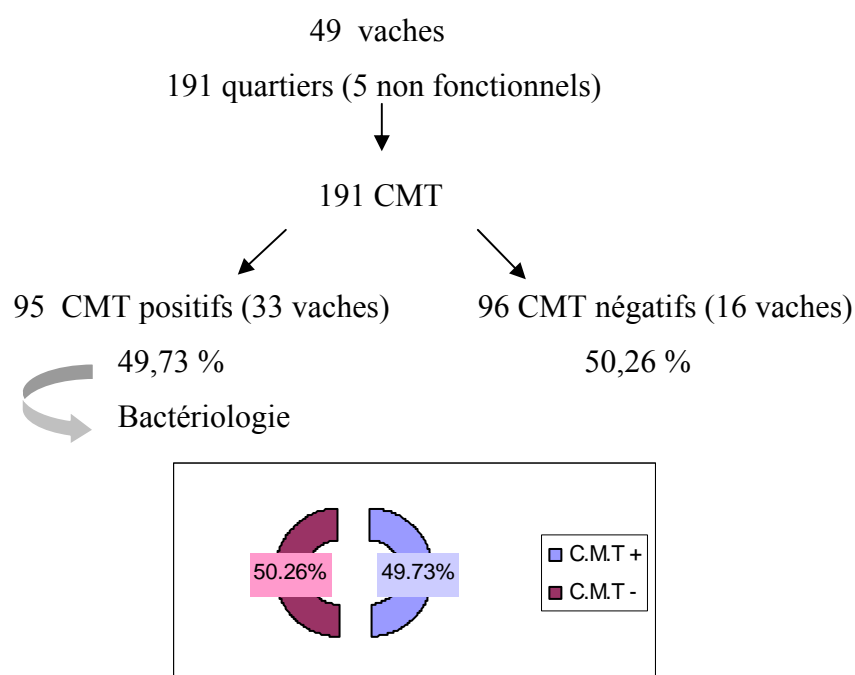 49 vaches
191 quartiers (5 non fonctionnels)
191 CMT
95 CMT positifs (33 vaches)
96 CMT négatifs (16 vaches)
49,73 %
50,26 %
Bactériologie
50.26%
49.73%
C.M.T +
C.M.T -